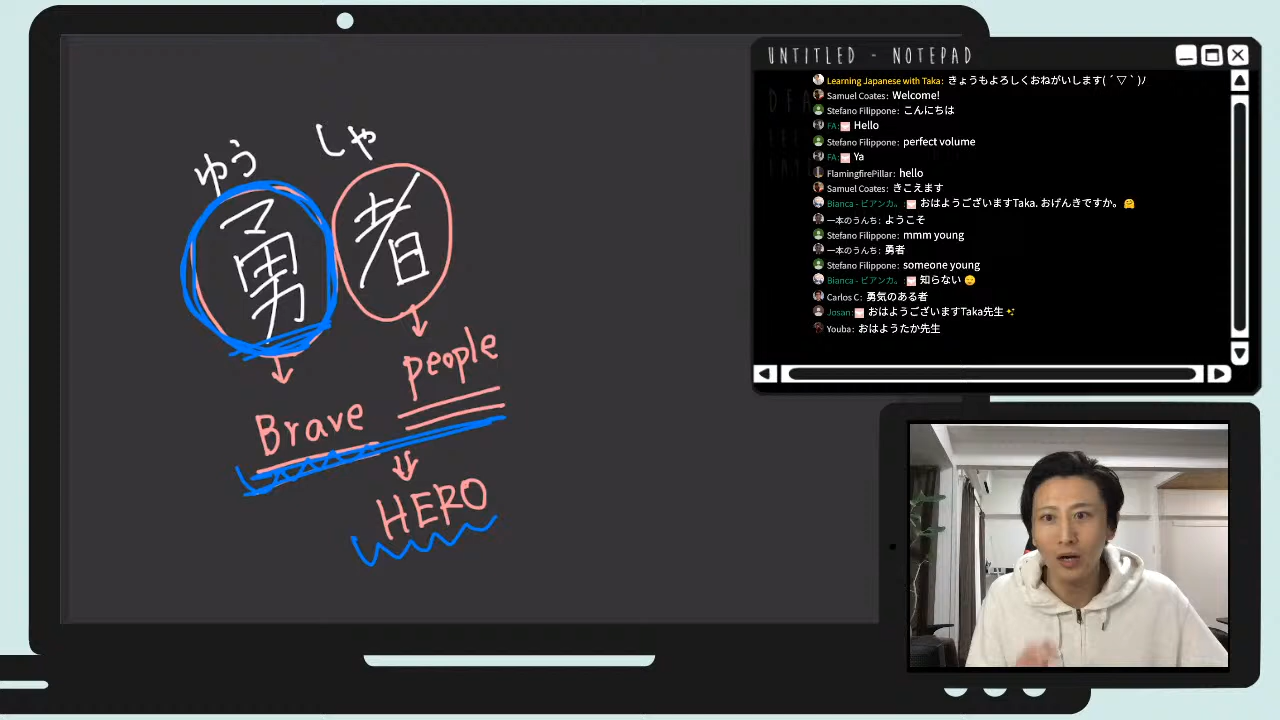 ゆう しゃ
勇者
people
Brave
HERO
UNTITLED - NOTEPAD
Learning Japanese with Taka: きょうもよろしくおねがいします( ´ ▽ ` )ﾉ
Samuel Coates: Welcome!
Stefano Filippone: こんにちは
FA: Hello
Stefano Filippone: perfect volume
FA: Ya
FlamingfirePillar: hello
Samuel Coates: きこえます
Bianca - ビアンカ。: おはようございますTaka. おげんきですか。🤗
一本のうんち: ようこそ
Stefano Filippone: mmm young
一本のうんち: 勇者
Stefano Filippone: someone young
Bianca - ビアンカ。: 知らない
Carlos C: 勇気のある者
Josan: おはようございますTaka先生✨
Youba: おはようたか先生